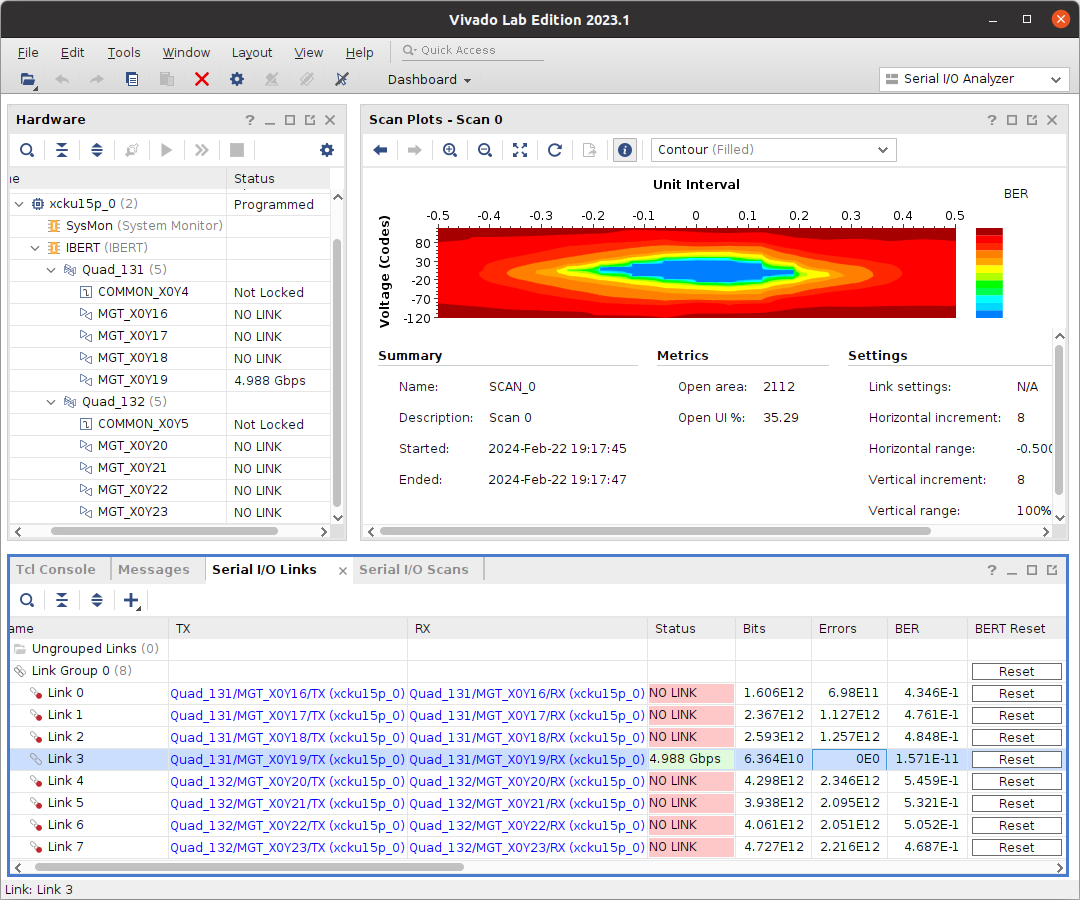 Vivado Lab Edition 2023.1
File Edit Tools Window Layout View Help Quick Access
Dashboard Serial I/O Analyzer
Hardware
ne Status
xcku15p_0 (2) Programmed
SysMon (System Monitor)
IBERT (IBERT)
Quad_131 (5)
COMMON_X0Y4 Not Locked
MGT_X0Y16 NO LINK
MGT_X0Y17 NO LINK
MGT_X0Y18 NO LINK
MGT_X0Y19 4.988 Gbps
Quad_132 (5)
COMMON_X0Y5 Not Locked
MGT_X0Y20 NO LINK
MGT_X0Y21 NO LINK
MGT_X0Y22 NO LINK
MGT_X0Y23 NO LINK
Scan Plots - Scan 0
Contour (Filled)
Unit Interval
BER
-0.5 -0.4 -0.3 -0.2 -0.1 0 0.1 0.2 0.3 0.4 0.5
Voltage (Codes)
80
30
-20
-70
-120
Summary Metrics Settings
Name: SCAN_0 Open area: 2112 Link settings: N/A
Description: Scan 0 Open UI %: 35.29 Horizontal increment: 8
Started: 2024-Feb-22 19:17:45 Horizontal range: -0.500
Ended: 2024-Feb-22 19:17:47 Vertical increment: 8
Vertical range: 100%
Tcl Console Messages Serial I/O Links Serial I/O Scans
ame TX RX Status Bits Errors BER BERT Reset
Ungrouped Links (0)
Link Group 0 (8) Reset
Link 0 Quad_131/MGT_X0Y16/TX (xcku15p_0) Quad_131/MGT_X0Y16/RX (xcku15p_0) NO LINK 1.606E12 6.98E11 4.346E-1 Reset
Link 1 Quad_131/MGT_X0Y17/TX (xcku15p_0) Quad_131/MGT_X0Y17/RX (xcku15p_0) NO LINK 2.367E12 1.127E12 4.761E-1 Reset
Link 2 Quad_131/MGT_X0Y18/TX (xcku15p_0) Quad_131/MGT_X0Y18/RX (xcku15p_0) NO LINK 2.593E12 1.257E12 4.848E-1 Reset
Link 3 Quad_131/MGT_X0Y19/TX (xcku15p_0) Quad_131/MGT_X0Y19/RX (xcku15p_0) 4.988 Gbps 6.364E10 0E0 1.571E-11 Reset
Link 4 Quad_132/MGT_X0Y20/TX (xcku15p_0) Quad_132/MGT_X0Y20/RX (xcku15p_0) NO LINK 4.298E12 2.346E12 5.459E-1 Reset
Link 5 Quad_132/MGT_X0Y21/TX (xcku15p_0) Quad_132/MGT_X0Y21/RX (xcku15p_0) NO LINK 3.938E12 2.095E12 5.321E-1 Reset
Link 6 Quad_132/MGT_X0Y22/TX (xcku15p_0) Quad_132/MGT_X0Y22/RX (xcku15p_0) NO LINK 4.061E12 2.051E12 5.052E-1 Reset
Link 7 Quad_132/MGT_X0Y23/TX (xcku15p_0) Quad_132/MGT_X0Y23/RX (xcku15p_0) NO LINK 4.727E12 2.216E12 4.687E-1 Reset
Link: Link 3